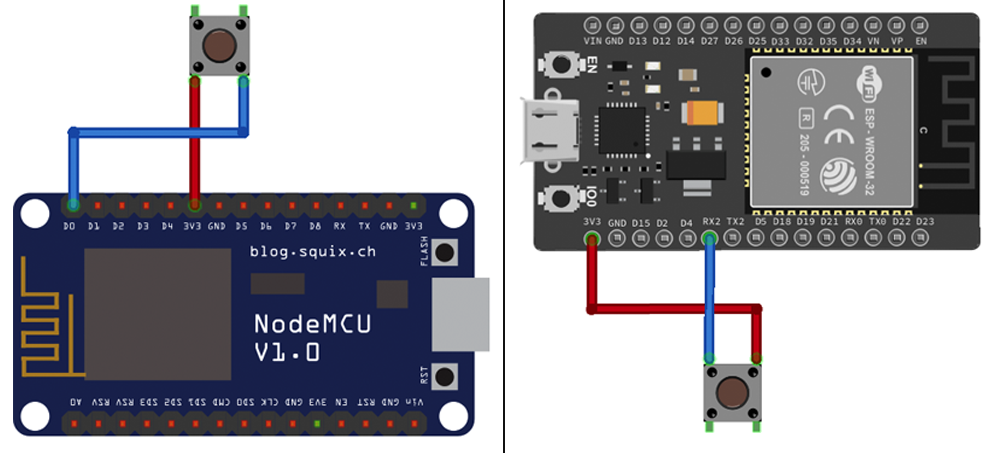 D0 D1 D2 D3 D4 3V3 GND D5 D6 D7 D8 RX TX GND 3V3
blog.squix.ch
FLASH
NodeMCU
V1.0
RST
A0 RSV RSV SD3 SD2 SD1 CMD SD0 CLK GND 3V3 EN RST GND Vin
VIN GND D13 D12 D14 D27 D26 D25 D33 D32 D35 D34 VN VP EN
EN
WiFi
ESP-WROOM-32
CE
R
205-000519
C
IO0
3V3 GND D15 D2 D4 RX2 TX2 D5 D18 D19 D21 RX0 TX0 D22 D23